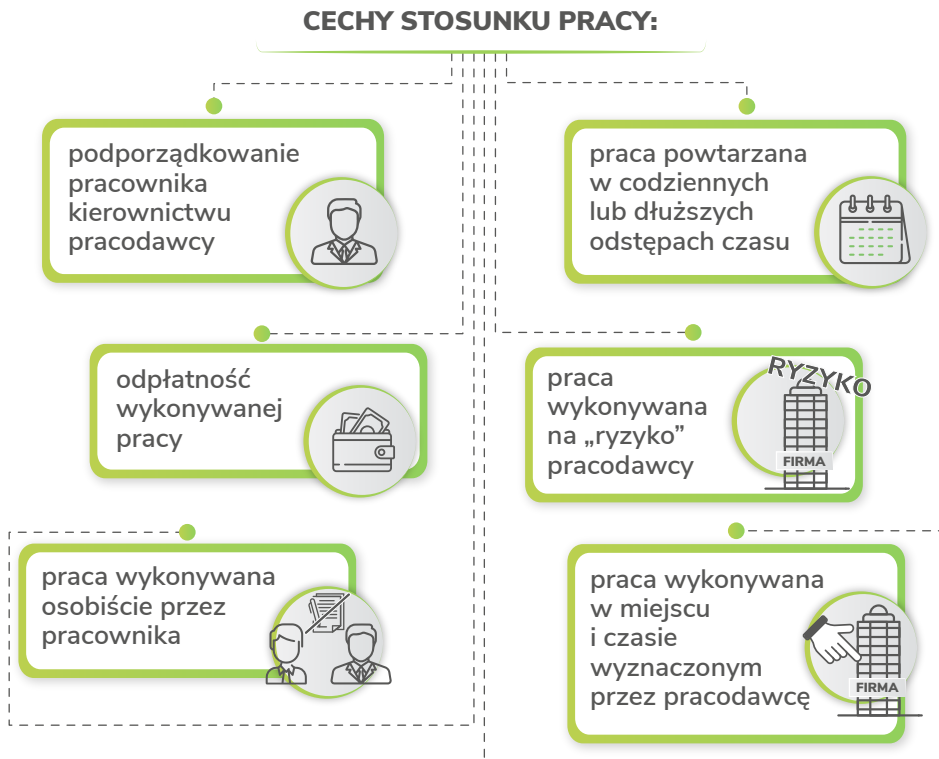 CECHY STOSUNKU PRACY:
podporządkowanie
pracownika
kierownictwu
pracodawcy
praca powtarzana
w codziennych
lub dłuższych
odstępach czasu
odpłatność
wykonywanej
pracy
praca
wykonywana
na „ryzyko”
pracodawcy
RYZYKO
FIRMA
praca wykonywana
osobiście przez
pracownika
praca wykonywana
w miejscu
i czasie
wyznaczonym
przez pracodawcę
FIRMA